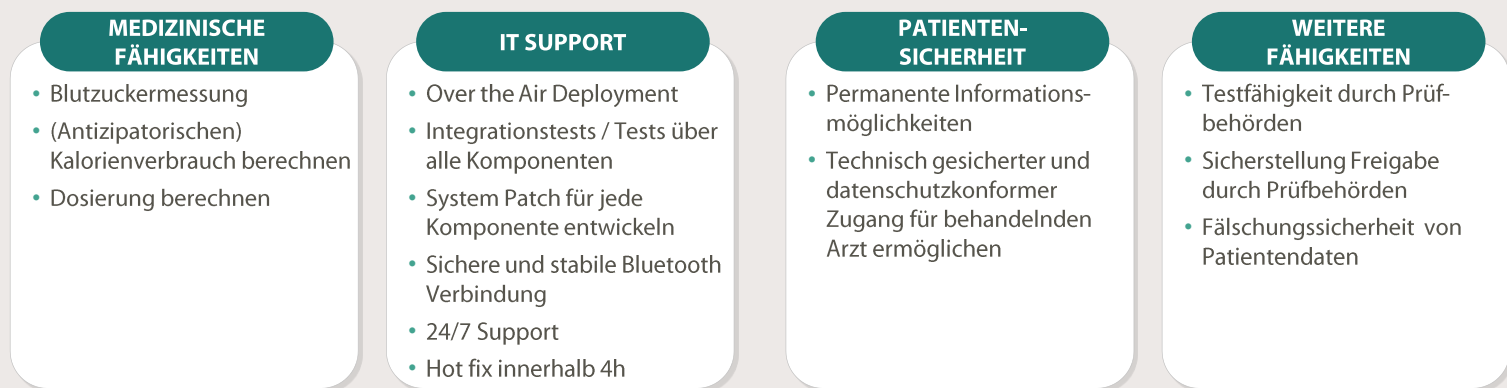 MEDIZINISCHE
FÄHIGKEITEN
• Blutzuckermessung
• (Antizipatorischen)
Kalorienverbrauch berechnen
• Dosierung berechnen
IT SUPPORT
• Over the Air Deployment
• Integrationstests / Tests über
alle Komponenten
• System Patch für jede
Komponente entwickeln
• Sichere und stabile Bluetooth
Verbindung
• 24/7 Support
• Hot fix innerhalb 4h
PATIENTEN-
SICHERHEIT
• Permanente Informations-
möglichkeiten
• Technisch gesicherter und
datenschutzkonformer
Zugang für behandelnden
Arzt ermöglichen
WEITERE
FÄHIGKEITEN
• Testfähigkeit durch Prüf-
behörden
• Sicherstellung Freigabe
durch Prüfbehörden
• Fälschungssicherheit von
Patientendaten